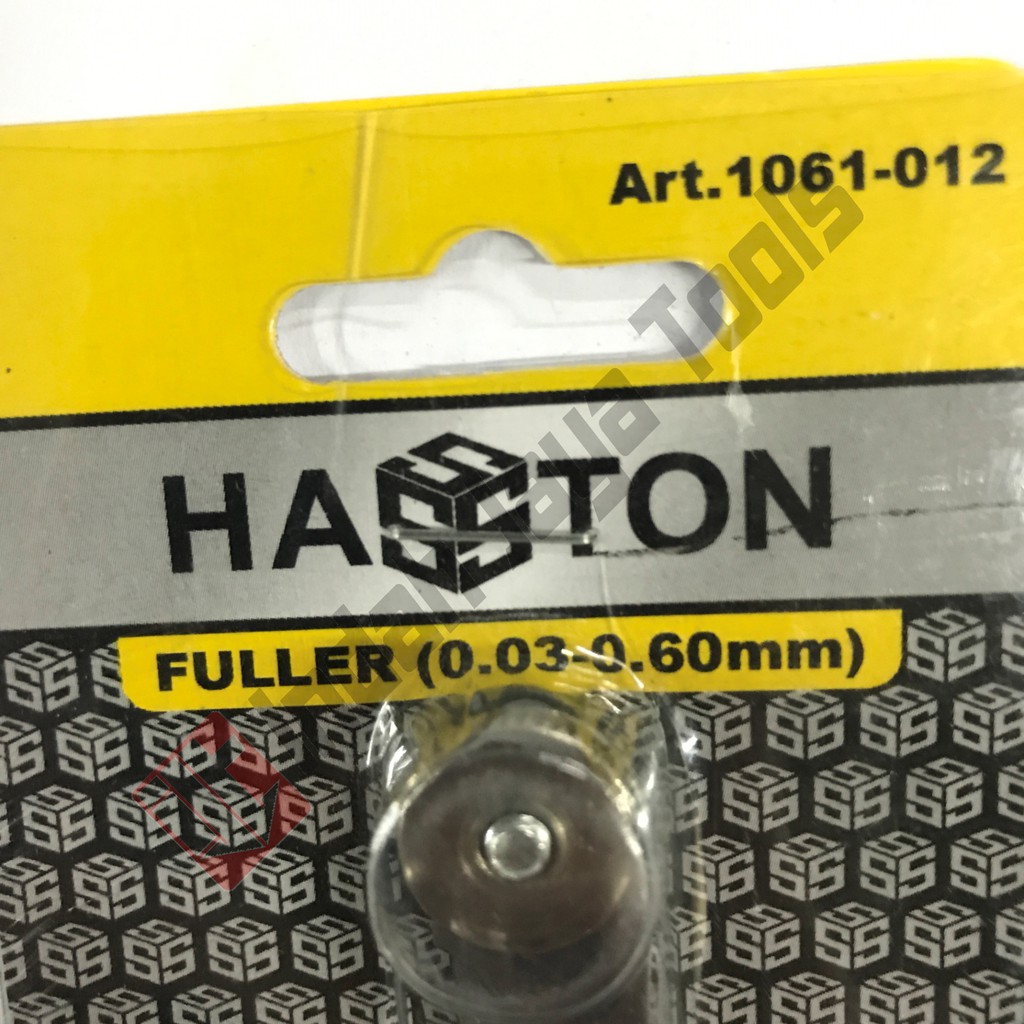 Art.1061-012
HASSTON
FULLER (0.03-0.60mm)